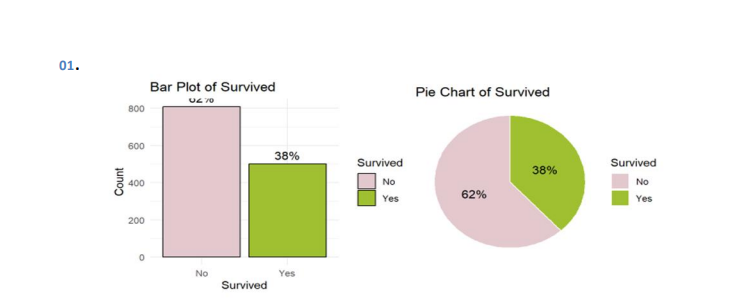 01.
Bar Plot of Survived
62%
800
600
400
200
0
Count
38%
No
Yes
Survived
Survived
No
Yes
Pie Chart of Survived
38%
62%
Survived
No
Yes